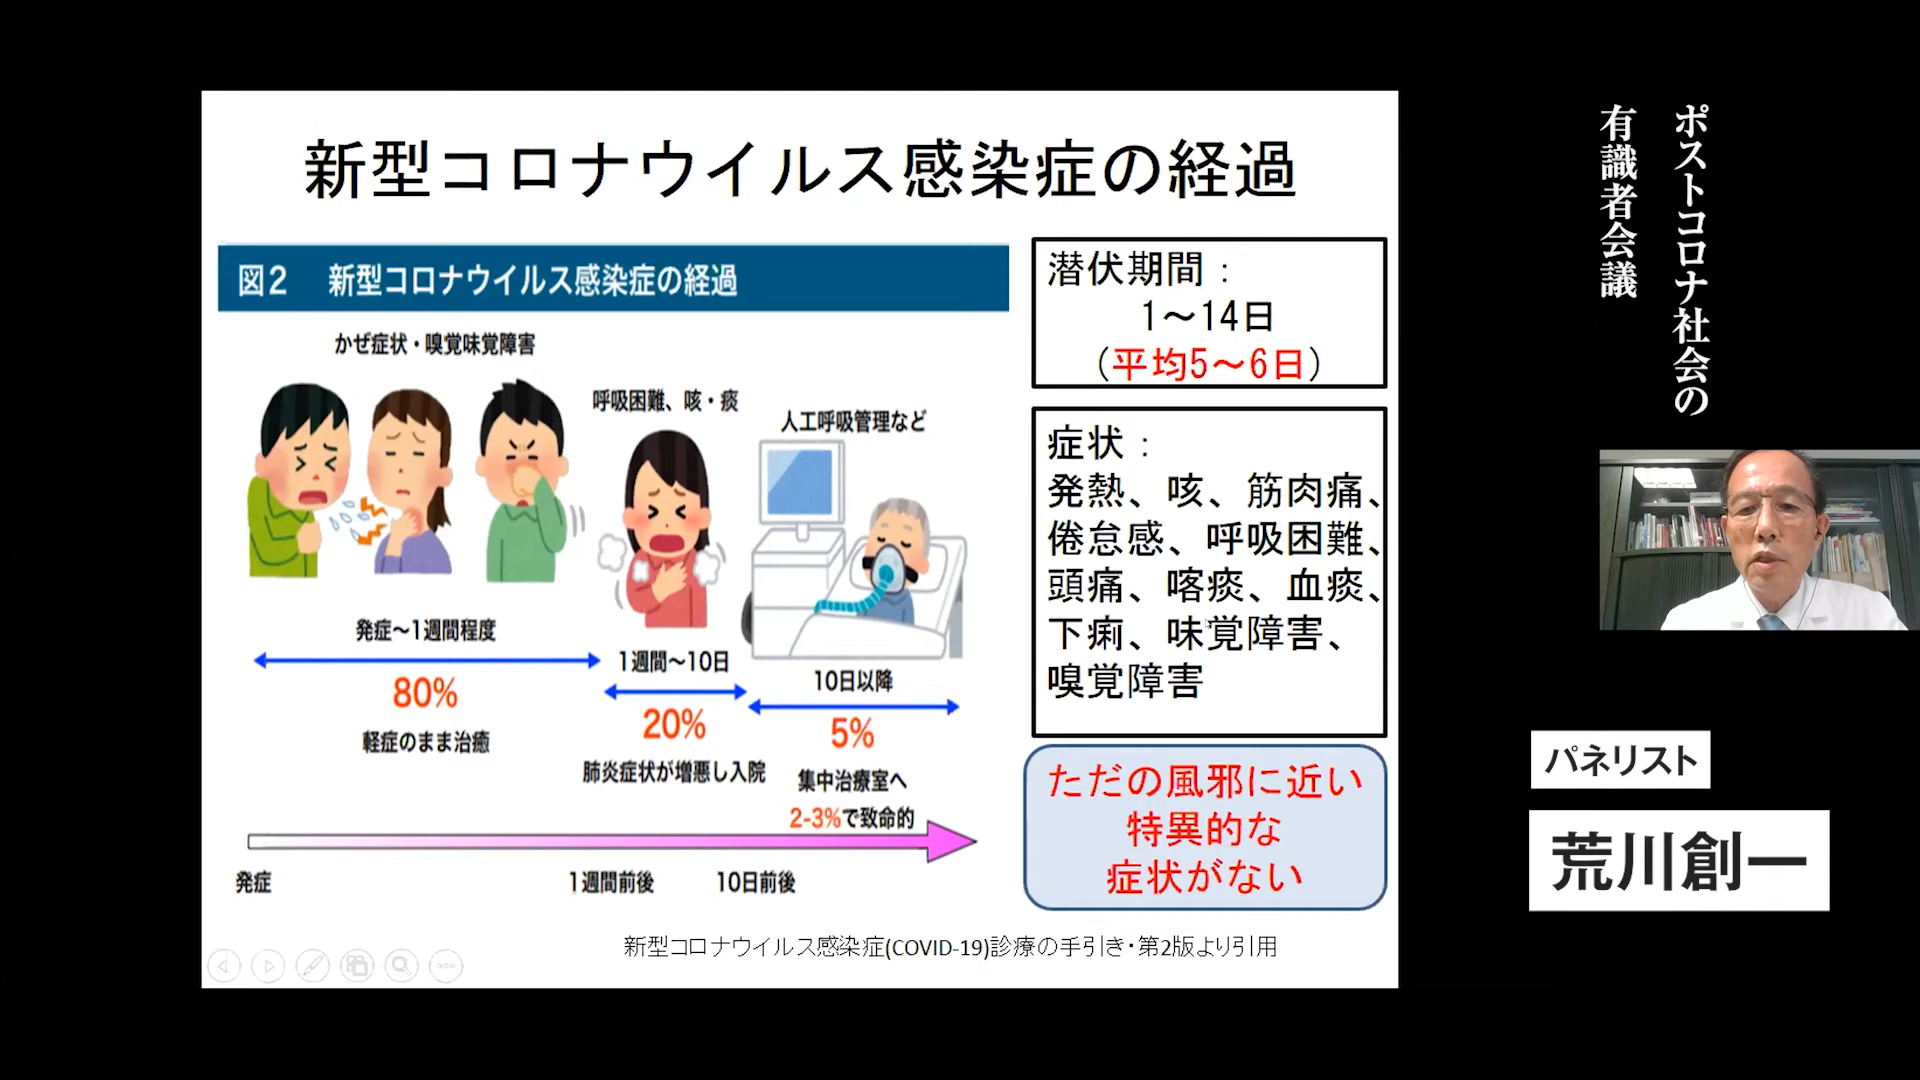 新型コロナウイルス感染症の経過
図2 新型コロナウイルス感染症の経過
かぜ症状・嗅覚味覚障害
呼吸困難、咳・痰
人工呼吸管理など
発症～1週間程度
80%
軽症のまま治癒
1週間～10日
20%
肺炎症状が増悪し入院
10日以降
5%
集中治療室へ
2-3%で致命的
発症
1週間前後
10日前後
潜伏期間：
1～14日
（平均5～6日）
症状：
発熱、咳、筋肉痛、
倦怠感、呼吸困難、
頭痛、喀痰、血痰、
下痢、味覚障害、
嗅覚障害
ただの風邪に近い
特異的な
症状がない
新型コロナウイルス感染症(COVID-19)診療の手引き・第2版より引用
ポストコロナ社会の
有識者会議
パネリスト
荒川創一